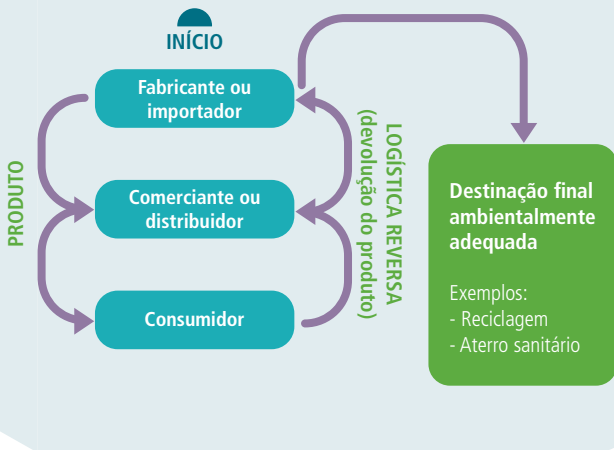 INÍCIO
Fabricante ou
importador
PRODUTO
Comerciante ou
distribuidor
Consumidor
LOGÍSTICA REVERSA
(devolução do produto)
Destinação final
ambientalmente
adequada
Exemplos:
- Reciclagem
- Aterro sanitário